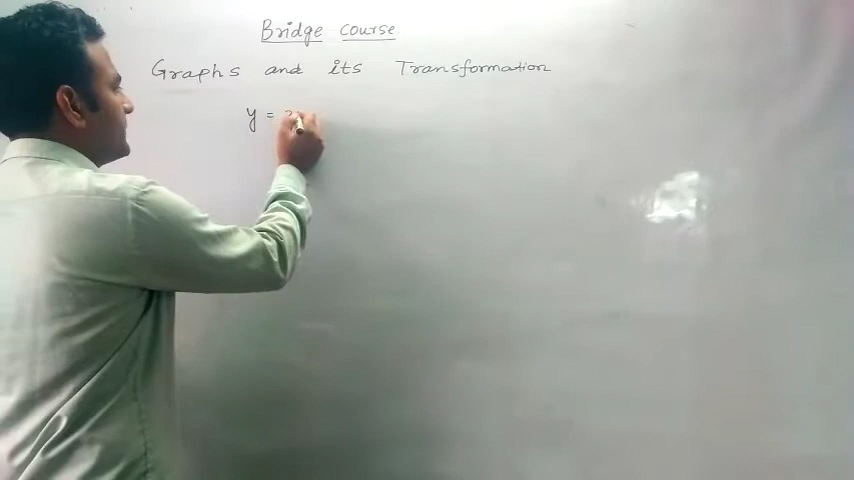 Bridge course
Graphs and its Transformation
y =